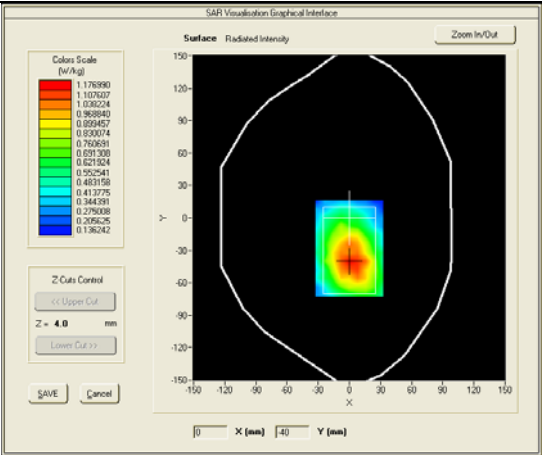 SAR Visualisation Graphical Interface
Surface Radiated Intensity
Zoom In/Out
Colors Scale
(W/kg)
1.176990
1.107607
1.038224
0.968840
0.899457
0.830074
0.760691
0.691308
0.621924
0.552541
0.483158
0.413775
0.344391
0.275008
0.205625
0.136242
Z-Cuts Control
<< Upper Cut
Z = 4.0 mm
Lower Cut >>
SAVE Cancel
150-
120-
90-
60-
30-
0-
-30-
-60-
-90-
-120-
-150-
Y
-150 -120 -90 -60 -30 0 30 60 90 120 150
X
0 X (mm) -40 Y (mm)